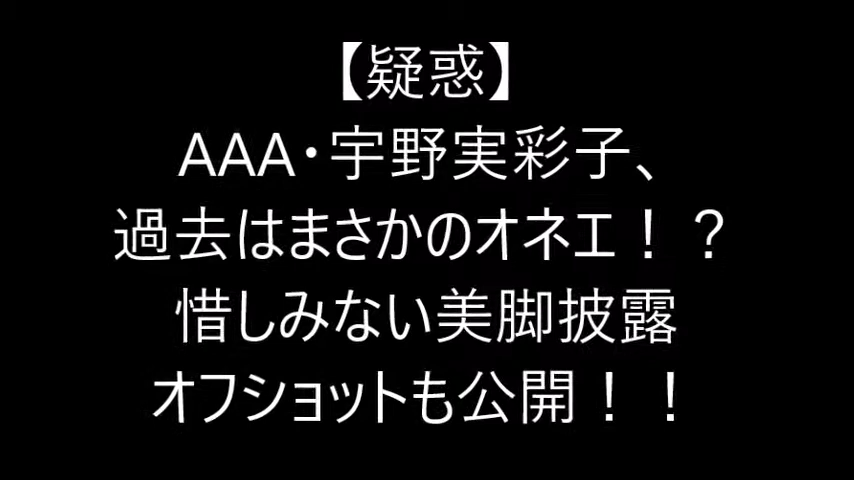 【疑惑】
AAA・宇野実彩子、
過去はまさかのオネエ！？
惜しみない美脚披露
オフショットも公開！！